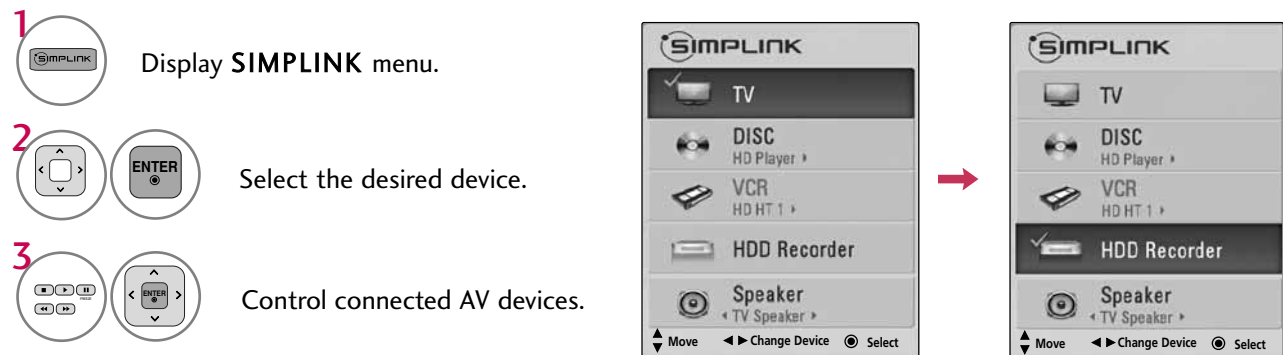 1
SIMPLINK
Display SIMPLINK menu.
2
ENTER
Select the desired device.
3
ENTER
Control connected AV devices.
SIMPLINK
TV
DISC
HD Player
VCR
HD HT 1
HDD Recorder
Speaker
TV Speaker
Move Change Device Select
SIMPLINK
TV
DISC
HD Player
VCR
HD HT 1
HDD Recorder
Speaker
TV Speaker
Move Change Device Select